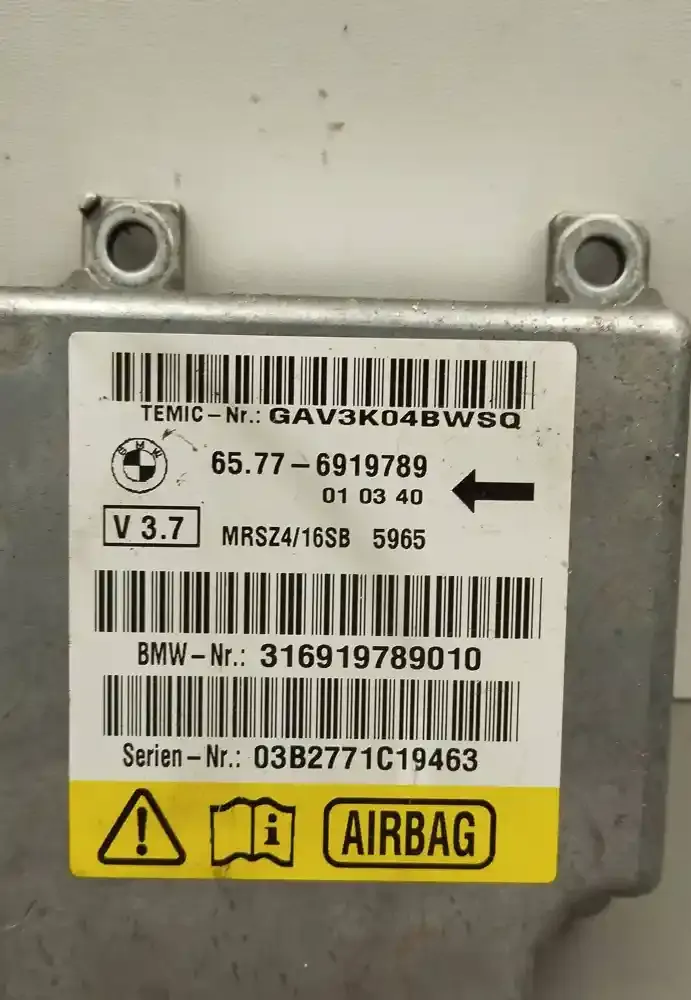 TEMIC-Nr.: GAV3K04BWSQ
BMW
65.77-6919789
01 03 40
V 3.7
MRSZ4/16SB 5965
BMW-Nr.: 316919789010
Serien-Nr.: 03B2771C19463
! i AIRBAG